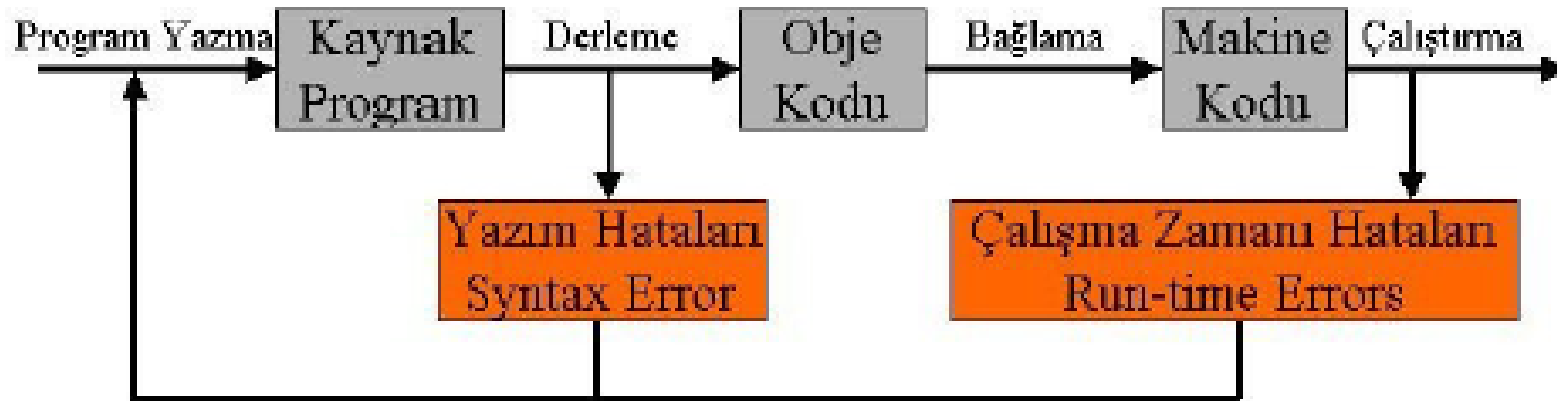 Program Yazma
Kaynak
Program
Derleme
Obje
Kodu
Bağlama
Makine
Kodu
Çalıştırma
Yazım Hataları
Syntax Error
Çalışma Zamanı Hataları
Run-time Errors